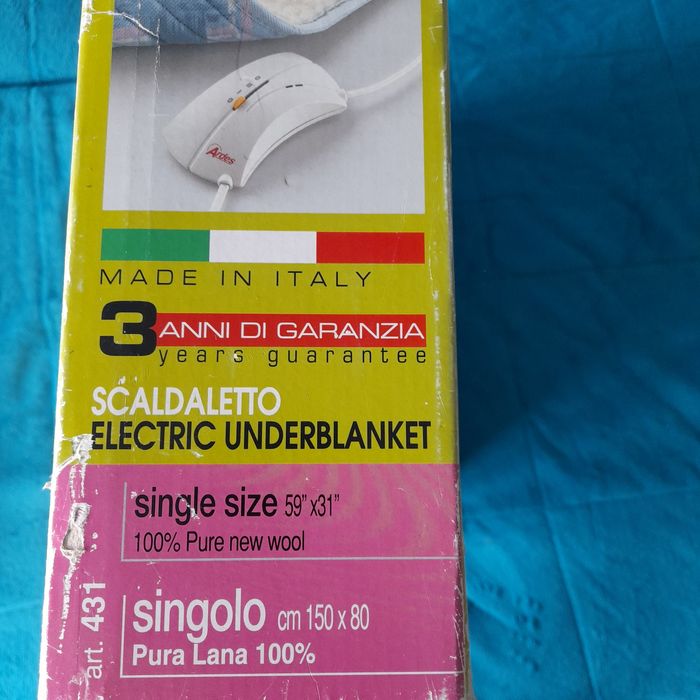 Ardes
MADE IN ITALY
3 ANNI DI GARANZIA
years guarantee
SCALDALETTO
ELECTRIC UNDERBLANKET
single size 59" x31"
100% Pure new wool
art. 431
singolo cm 150 x 80
Pura Lana 100%